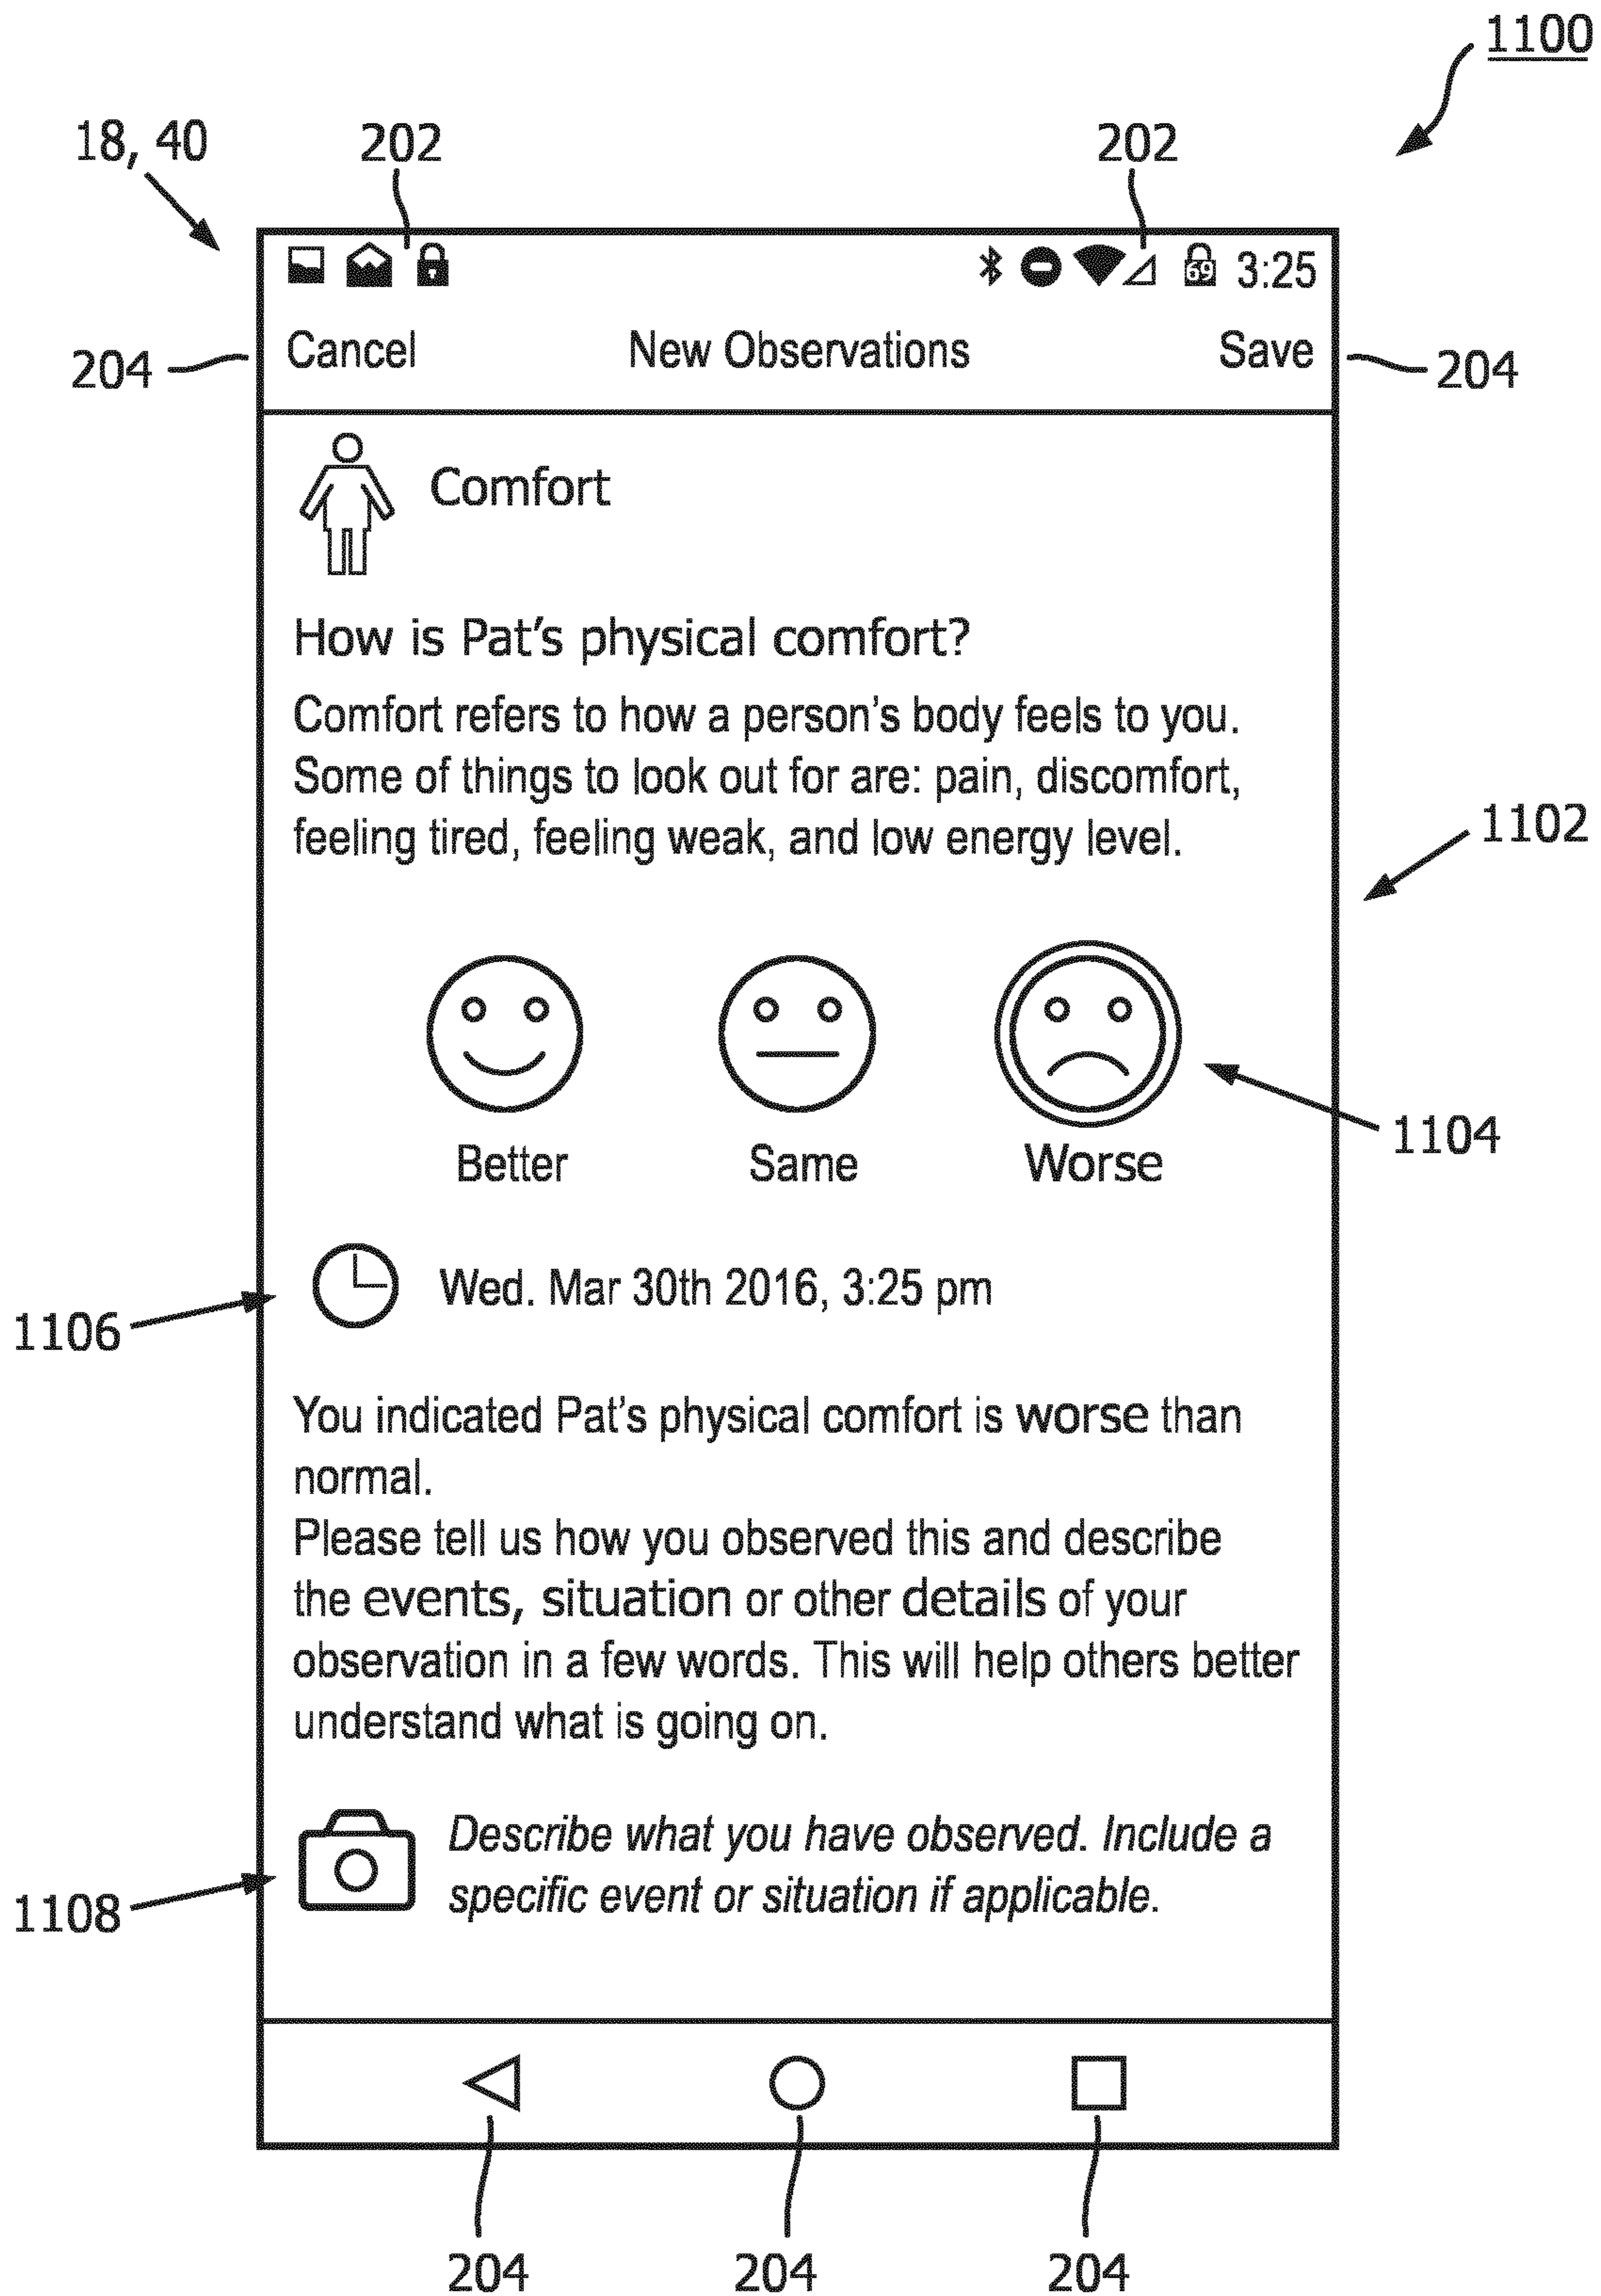 1100
18, 40
202
202
69 3:25
204
Cancel
New Observations
Save
204
Comfort
How is Pat's physical comfort?
Comfort refers to how a person's body feels to you.
Some of things to look out for are: pain, discomfort,
feeling tired, feeling weak, and low energy level.
1102
1104
Better
Same
Worse
1106
Wed. Mar 30th 2016, 3:25 pm
You indicated Pat's physical comfort is worse than
normal.
Please tell us how you observed this and describe
the events, situation or other details of your
observation in a few words. This will help others better
understand what is going on.
1108
Describe what you have observed. Include a
specific event or situation if applicable.
204
204
204